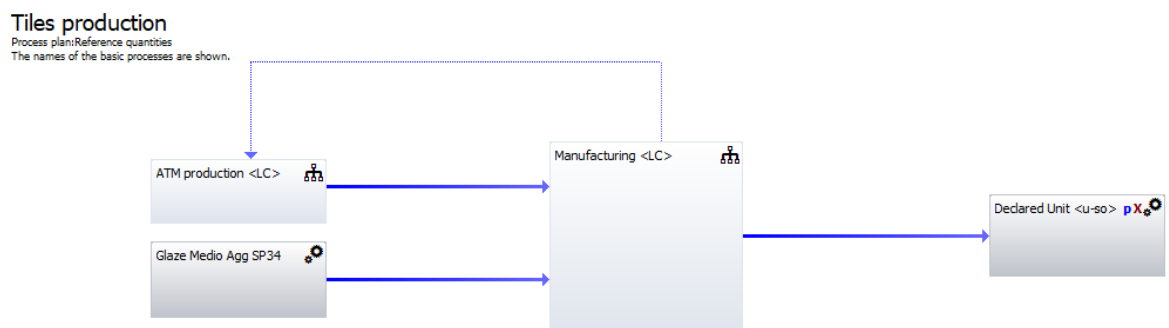 Tiles production
Process plan:Reference quantities
The names of the basic processes are shown.
ATM production <LC>
Manufacturing <LC>
Glaze Medio Agg SP34
Declared Unit <u-so> pX